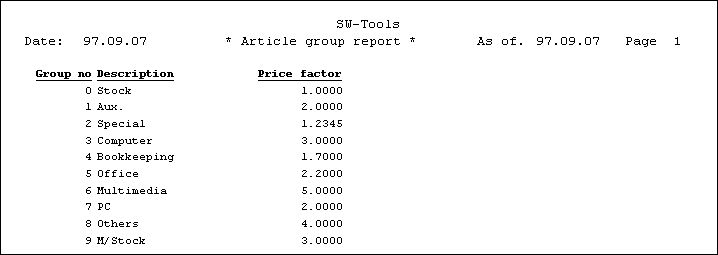 SW-Tools
Date: 97.09.07 * Article group report * As of. 97.09.07 Page 1
Group no Description Price factor
0 Stock 1.0000
1 Aux. 2.0000
2 Special 1.2345
3 Computer 3.0000
4 Bookkeeping 1.7000
5 Office 2.2000
6 Multimedia 5.0000
7 PC 2.0000
8 Others 4.0000
9 M/Stock 3.0000